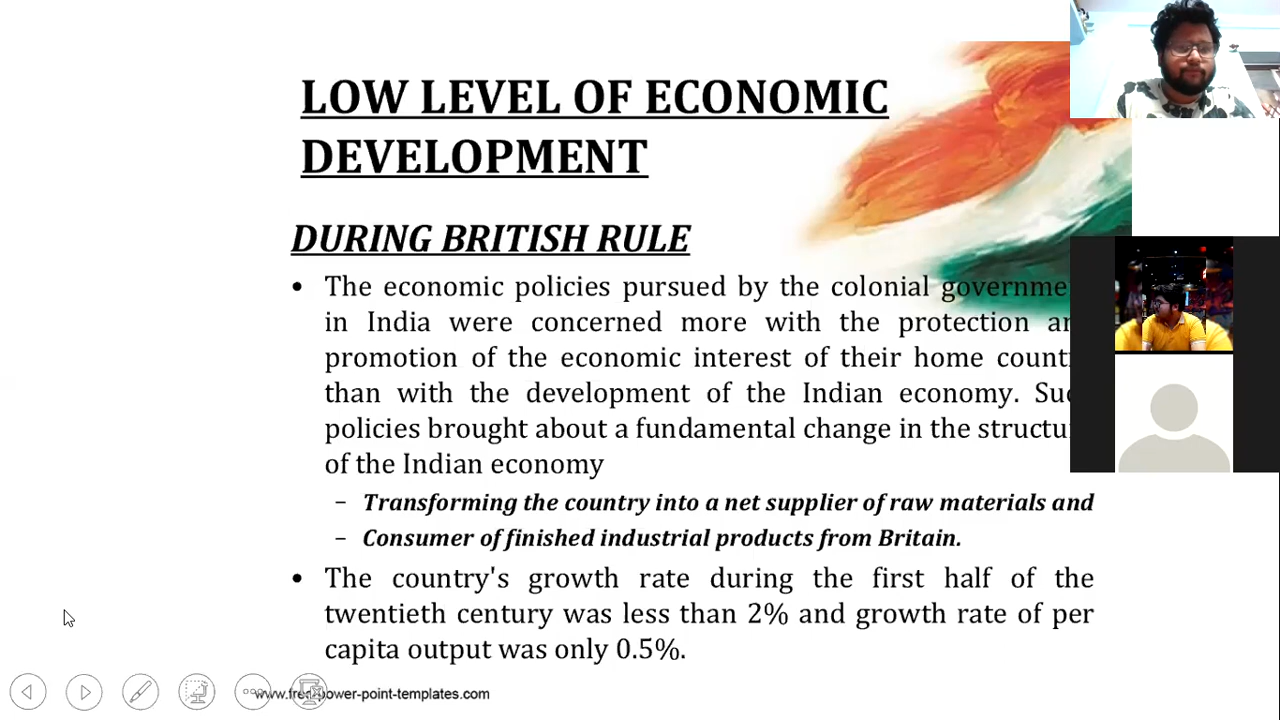 LOW LEVEL OF ECONOMIC
DEVELOPMENT
DURING BRITISH RULE
• The economic policies pursued by the colonial governme
in India were concerned more with the protection an
promotion of the economic interest of their home count
than with the development of the Indian economy. Suc
policies brought about a fundamental change in the structu
of the Indian economy
– Transforming the country into a net supplier of raw materials and
– Consumer of finished industrial products from Britain.
• The country's growth rate during the first half of the
twentieth century was less than 2% and growth rate of per
capita output was only 0.5%.
www.free-power-point-templates.com